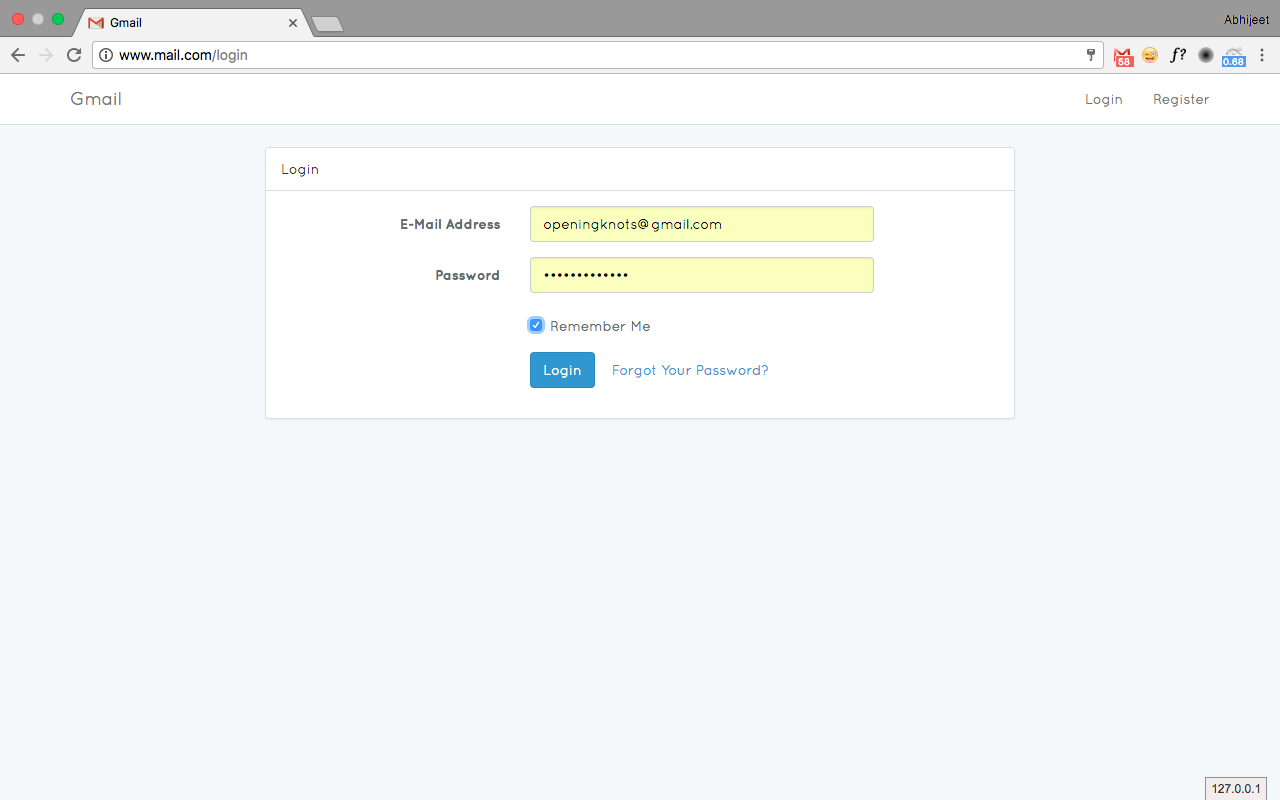 Gmail
Abhijeet
www.mail.com/login
58
f?
0.68
Gmail
Login
Register
Login
E-Mail Address
openingknots@gmail.com
Password
•••••••••••••
Remember Me
Login
Forgot Your Password?
127.0.0.1